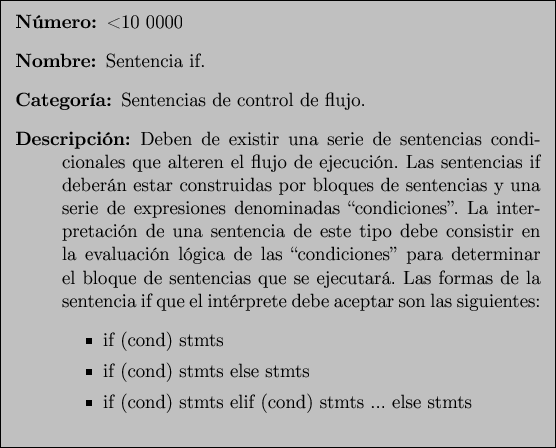 Número: <10 0000
Nombre: Sentencia if.
Categoría: Sentencias de control de flujo.
Descripción: Deben de existir una serie de sentencias condi-
cionales que alteren el flujo de ejecución. Las sentencias if
deberán estar construidas por bloques de sentencias y una
serie de expresiones denominadas “condiciones”. La inter-
pretación de una sentencia de este tipo debe consistir en
la evaluación lógica de las “condiciones” para determinar
el bloque de sentencias que se ejecutará. Las formas de la
sentencia if que el intérprete debe aceptar son las siguientes:
▪ if (cond) stmts
▪ if (cond) stmts else stmts
▪ if (cond) stmts elif (cond) stmts ... else stmts